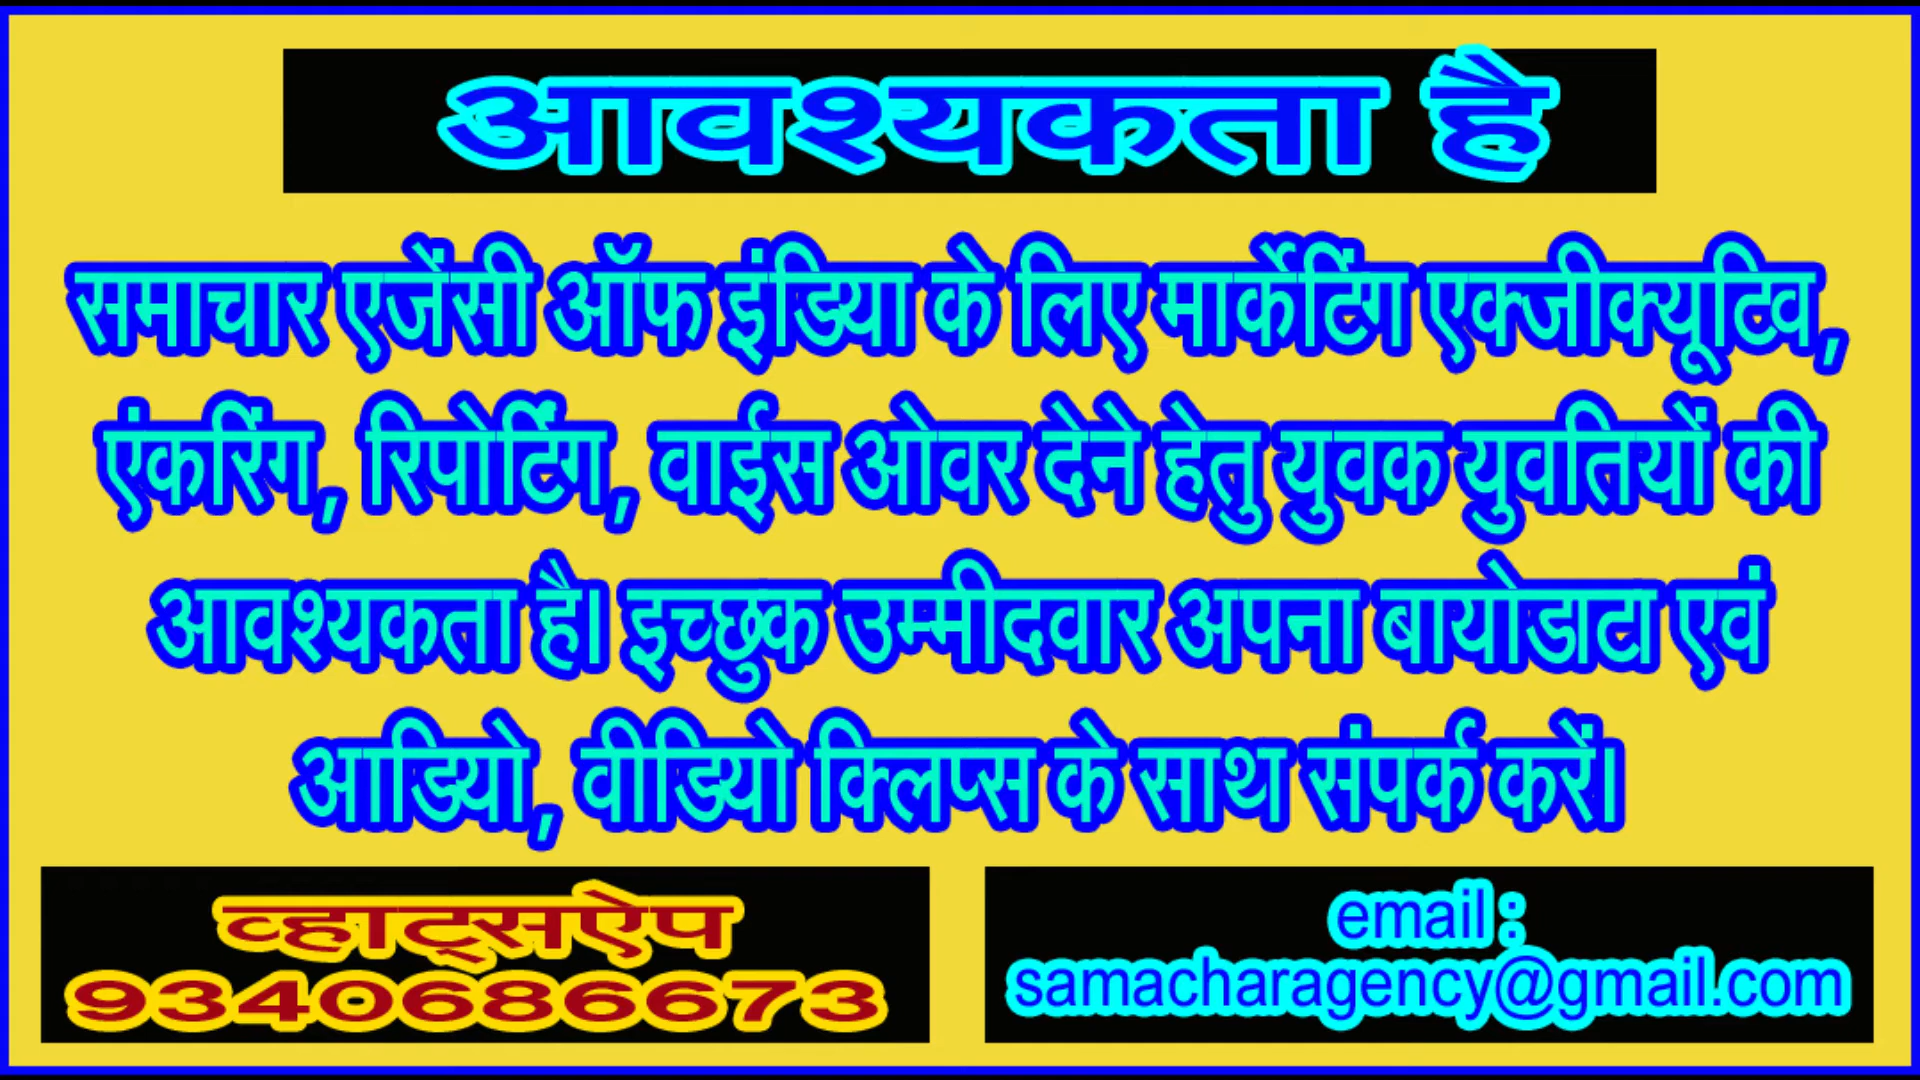 आवश्यकता है
समाचार एजेंसी ऑफ इंडिया के लिए मार्केटिंग एक्जीक्यूटिव,
एंकरिंग, रिपोर्टिंग, वाईस ओवर देने हेतु युवक युवतियों की
आवश्यकता है। इच्छुक उम्मीदवार अपना बायोडाटा एवं
आडियो, वीडियो क्लिप्स के साथ संपर्क करें।
व्हाट्सऐप
9340686673
email :
samacharagency@gmail.com